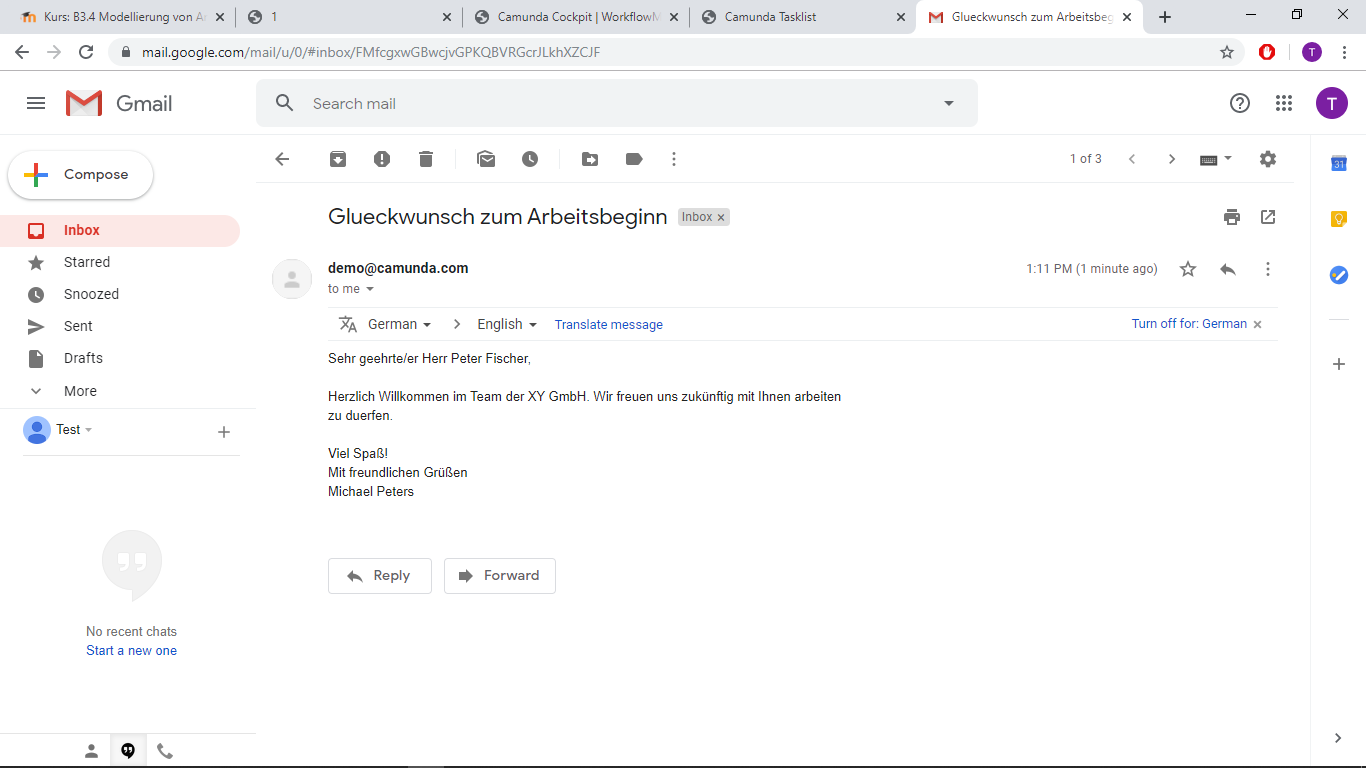 Kurs: B3.4 Modellierung von A
1
Camunda Cockpit | Workflow
Camunda Tasklist
Glueckwunsch zum Arbeitsbeg
mail.google.com/mail/u/0/#inbox/FMfcgxwGBwcjvGPKQBVRGcrJLkhXZCJF
T
Gmail
Search mail
T
Compose
1 of 3
31
Glueckwunsch zum Arbeitsbeginn
Inbox ×
Inbox
Starred
Snoozed
Sent
Drafts
More
Test
demo@camunda.com
1:11 PM (1 minute ago)
to me
German
English
Translate message
Turn off for: German ×
Sehr geehrte/er Herr Peter Fischer,
Herzlich Willkommen im Team der XY GmbH. Wir freuen uns zukünftig mit Ihnen arbeiten
zu duerfen.
Viel Spaß!
Mit freundlichen Grüßen
Michael Peters
Reply
Forward
No recent chats
Start a new one